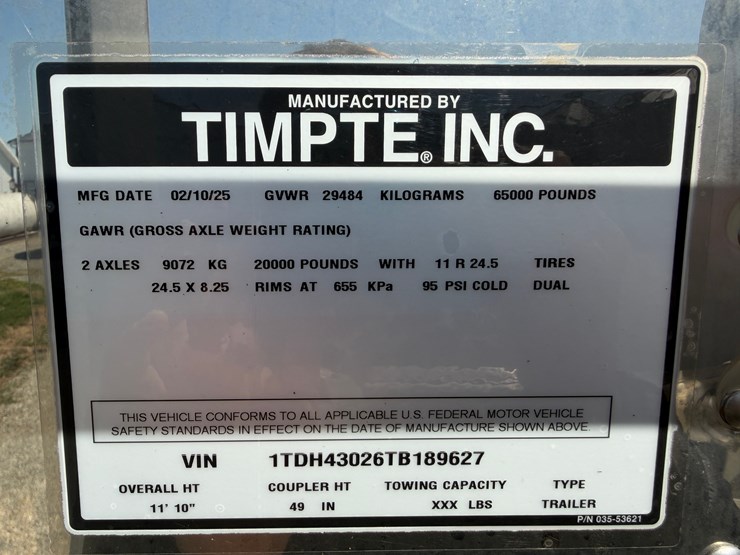 MANUFACTURED BY
TIMPTE® INC.
MFG DATE 02/10/25 GVWR 29484 KILOGRAMS 65000 POUNDS
GAWR (GROSS AXLE WEIGHT RATING)
2 AXLES 9072 KG 20000 POUNDS WITH 11 R 24.5 TIRES
24.5 X 8.25 RIMS AT 655 KPa 95 PSI COLD DUAL
THIS VEHICLE CONFORMS TO ALL APPLICABLE U.S. FEDERAL MOTOR VEHICLE
SAFETY STANDARDS IN EFFECT ON THE DATE OF MANUFACTURE SHOWN ABOVE.
VIN 1TDH43026TB189627
OVERALL HT COUPLER HT TOWING CAPACITY TYPE
11' 10" 49 IN XXX LBS TRAILER
P/N 035-53621